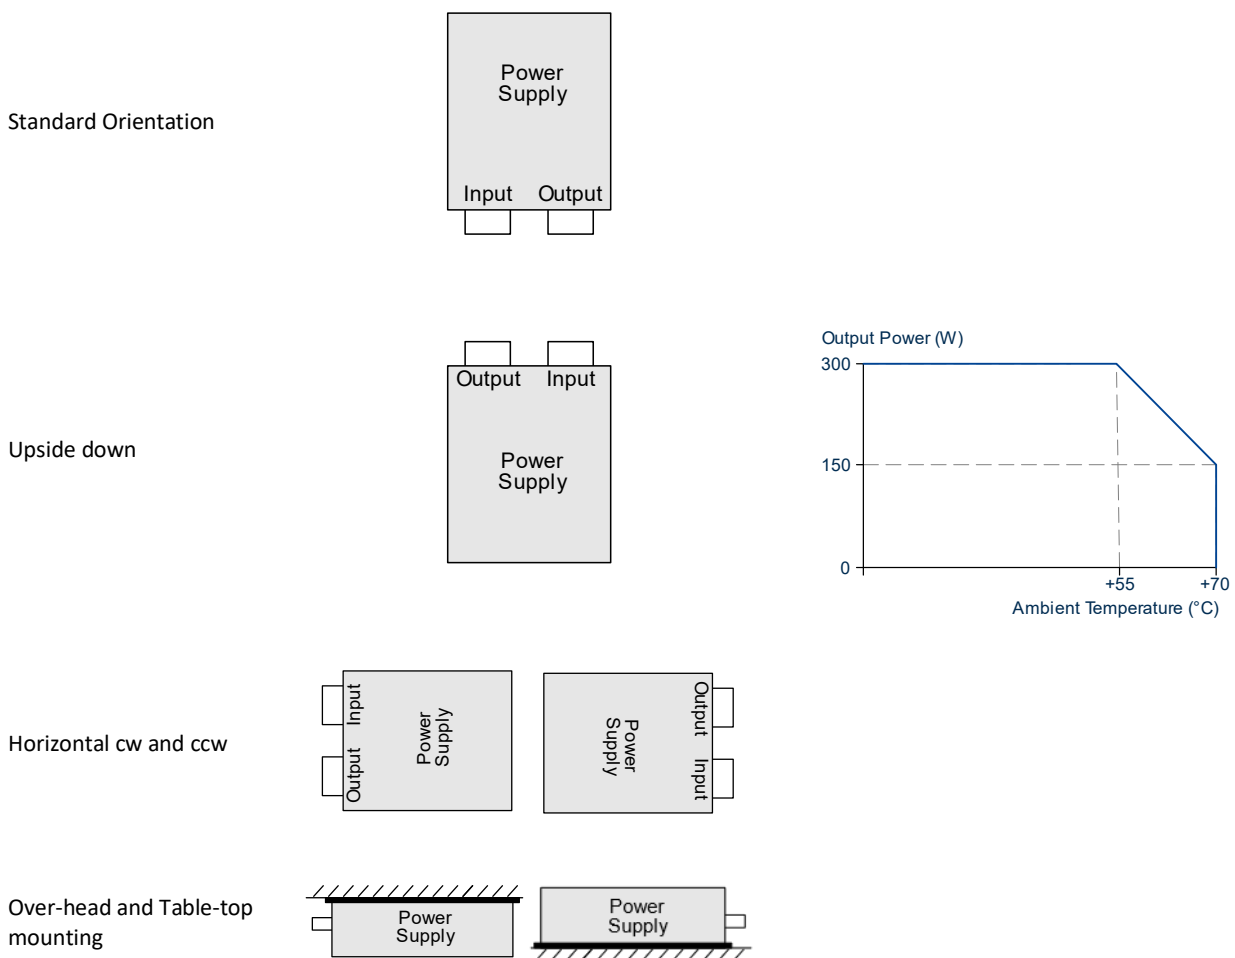 Standard Orientation
Power
Supply
Input Output
Upside down
Output Input
Power
Supply
Output Power (W)
300
150
0
+55
+70
Ambient Temperature (°C)
Horizontal cw and ccw
Input
Output
Power
Supply
Power
Supply
Output
Input
Over-head and Table-top
mounting
Power
Supply
Power
Supply